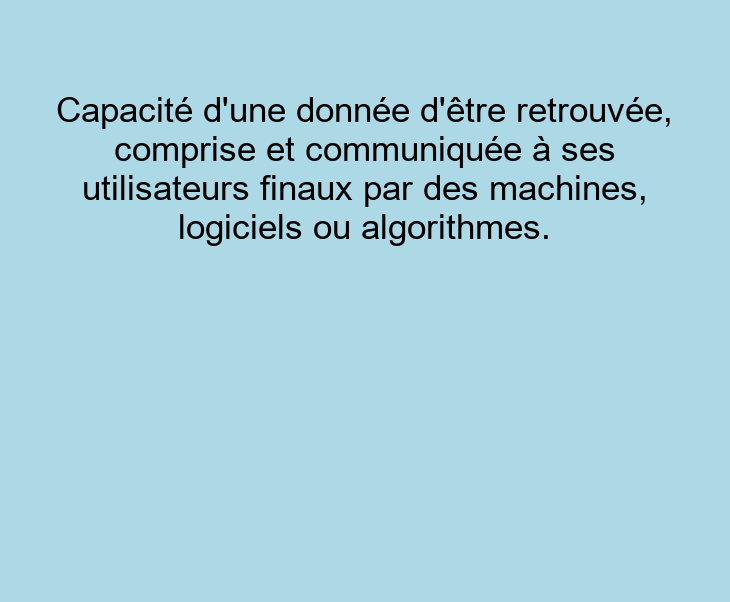 Capacité d'une donnée d'être retrouvée,
comprise et communiquée à ses
utilisateurs finaux par des machines,
logiciels ou algorithmes.